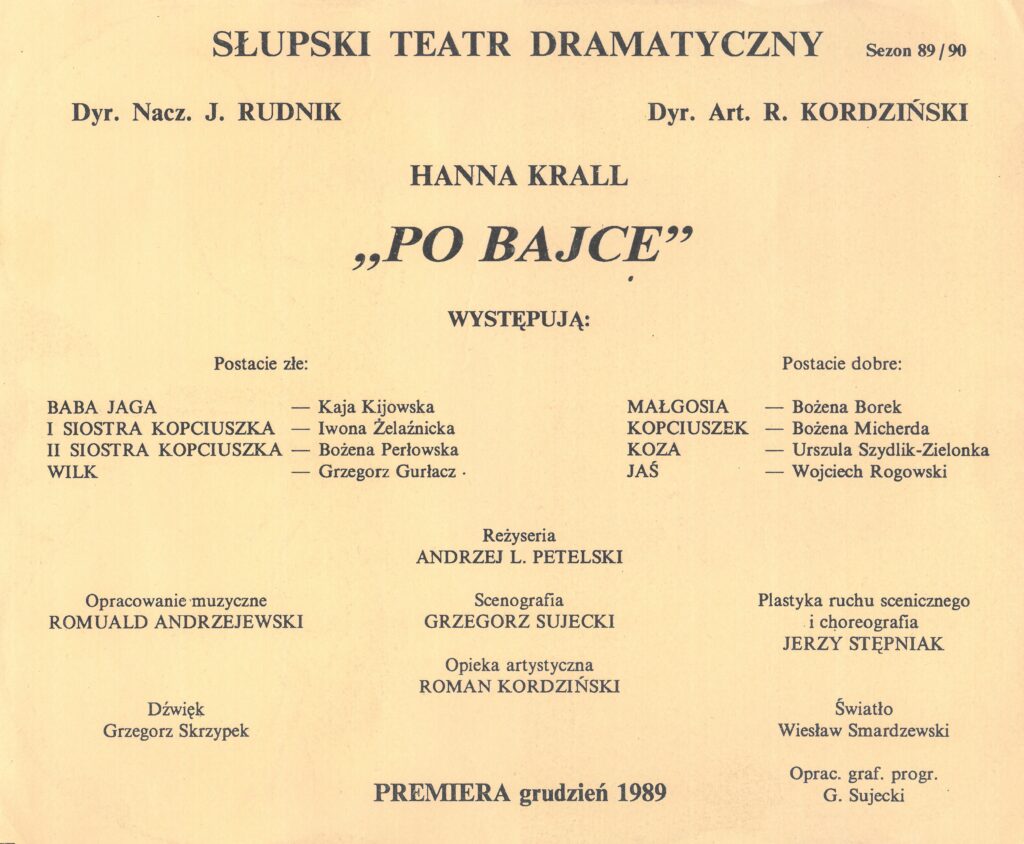 SŁUPSKI TEATR DRAMATYCZNY Sezon 89/90
Dyr. Nacz. J. RUDNIK Dyr. Art. R. KORDZIŃSKI
HANNA KRALL
„PO BAJCE”
WYSTĘPUJĄ:
Postacie złe:
BABA JAGA — Kaja Kijowska
I SIOSTRA KOPCIUSZKA — Iwona Żelaźnicka
II SIOSTRA KOPCIUSZKA — Bożena Perłowska
WILK — Grzegorz Gurłacz
Postacie dobre:
MAŁGOSIA — Bożena Borek
KOPCIUSZEK — Bożena Micherda
KOZA — Urszula Szydlik-Zielonka
JAŚ — Wojciech Rogowski
Reżyseria
ANDRZEJ L. PETELSKI
Opracowanie muzyczne
ROMUALD ANDRZEJEWSKI
Scenografia
GRZEGORZ SUJECKI
Plastyka ruchu scenicznego
i choreografia
JERZY STĘPNIAK
Opieka artystyczna
ROMAN KORDZIŃSKI
Dźwięk
Grzegorz Skrzypek
Światło
Wiesław Smardzewski
Oprac. graf. progr.
G. Sujecki
PREMIERA grudzień 1989